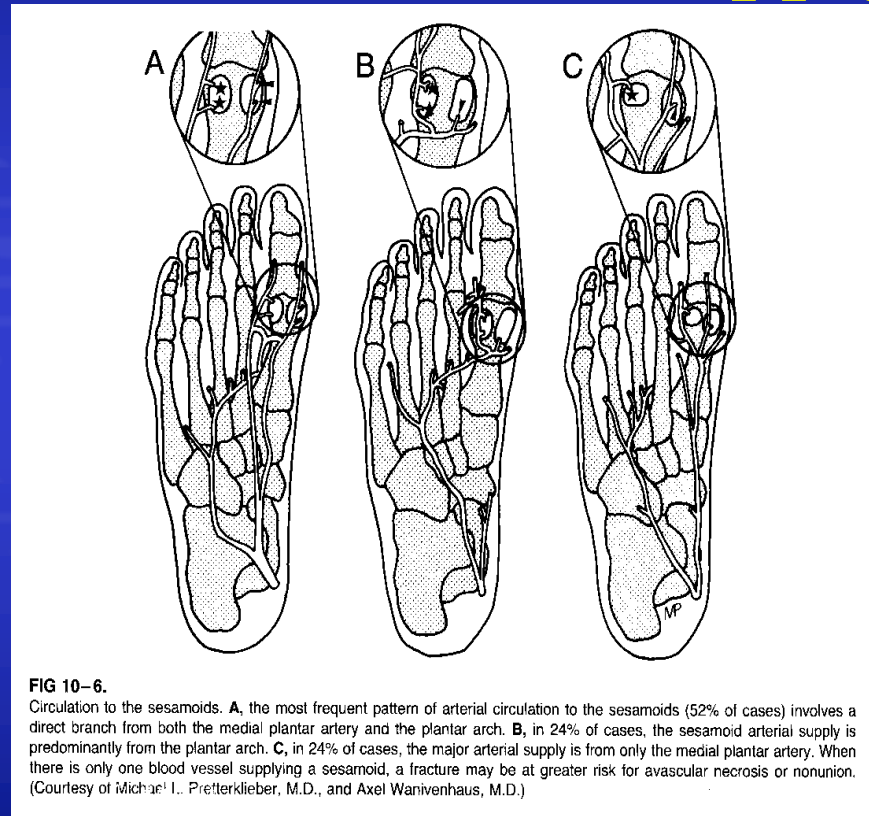 A
B
C
MP
FIG 10–6.
Circulation to the sesamoids. A, the most frequent pattern of arterial circulation to the sesamoids (52% of cases) involves a
direct branch from both the medial plantar artery and the plantar arch. B, in 24% of cases, the sesamoid arterial supply is
predominantly from the plantar arch. C, in 24% of cases, the major arterial supply is from only the medial plantar artery. When
there is only one blood vessel supplying a sesamoid, a fracture may be at greater risk for avascular necrosis or nonunion.
(Courtesy of Michael L. Pretterklieber, M.D., and Axel Wanivenhaus, M.D.)